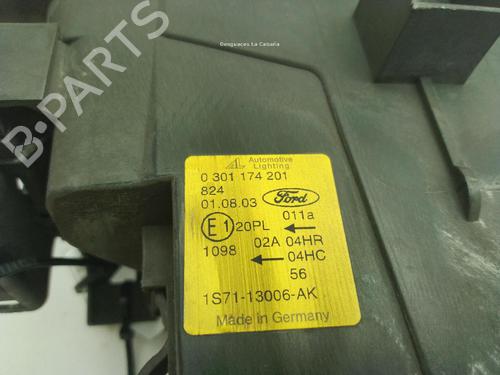 Desguaces La Cabaña
B-PARTS
AL Automotive Lighting
0 301 174 201
824
01.08.03 Ford
E1 20PL 011a
1098 02A 04HR
04HC
56
1S71-13006-AK
Made in Germany